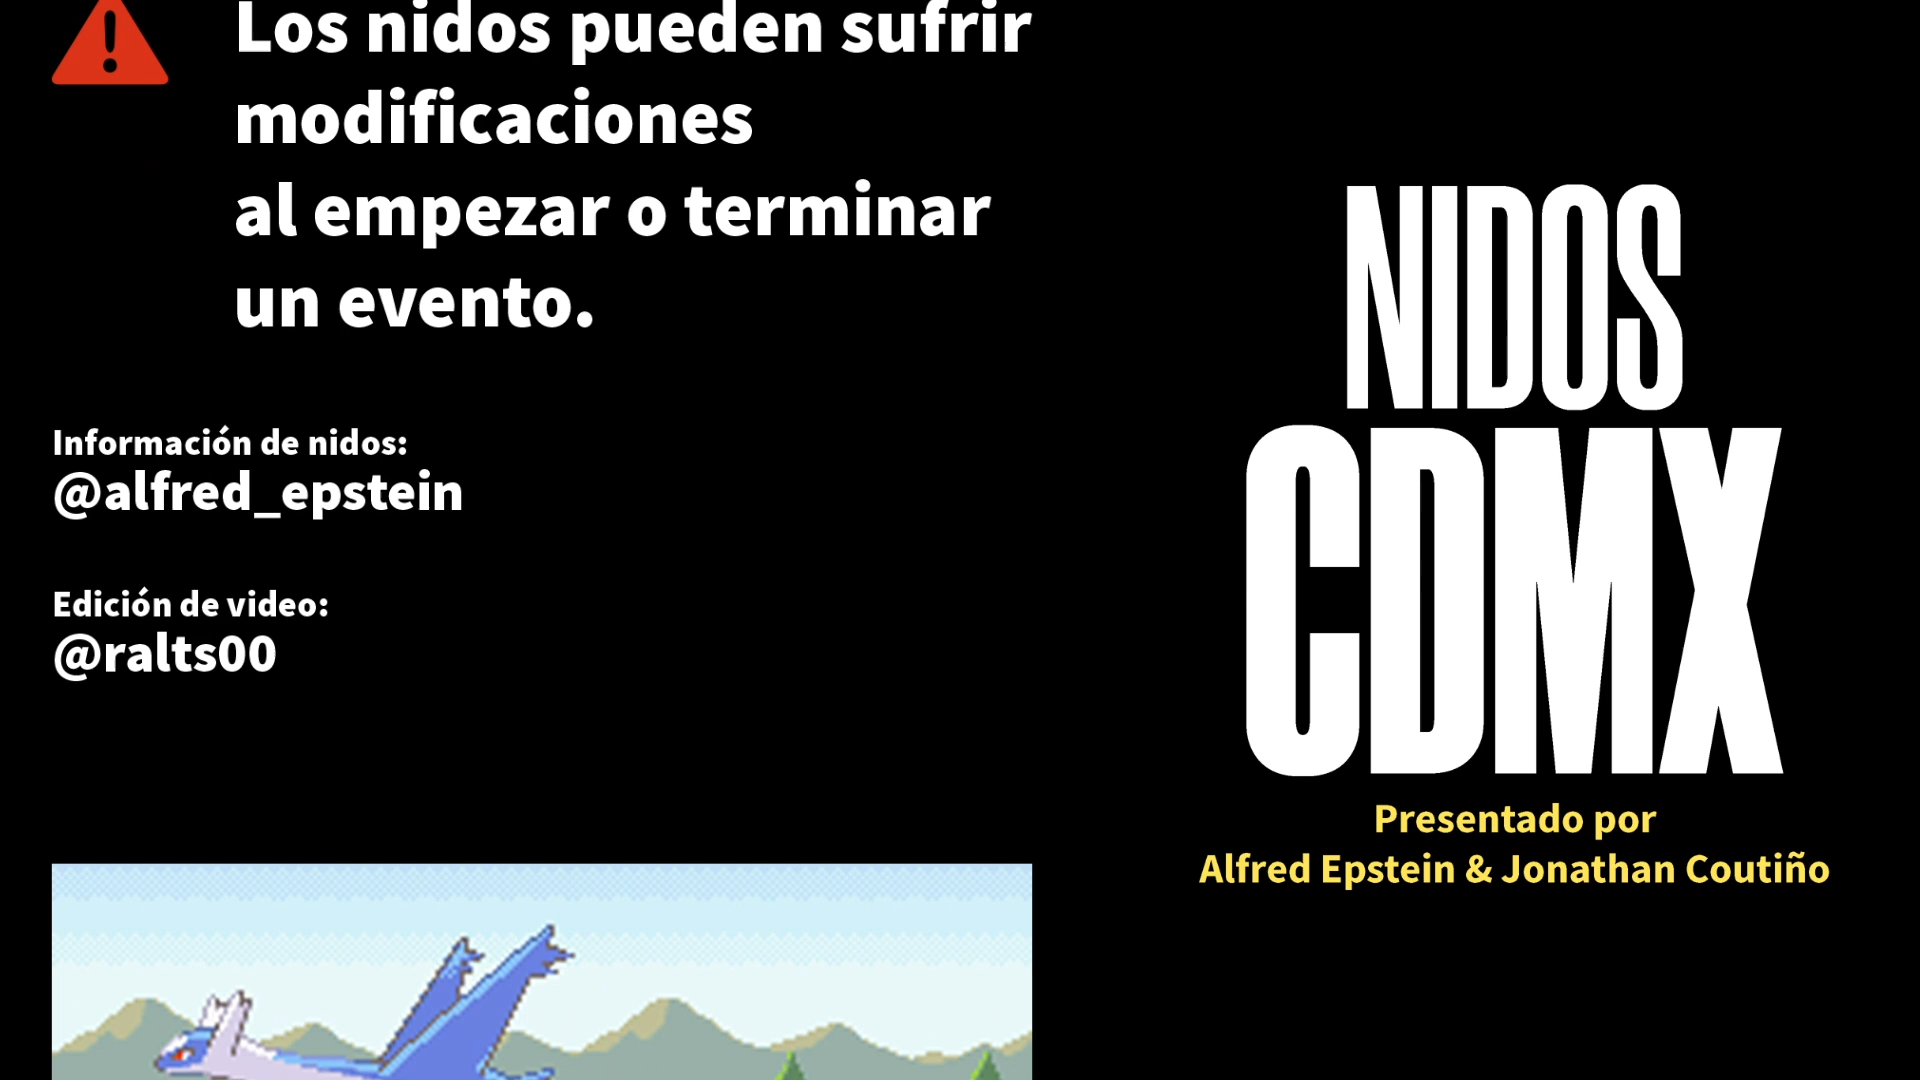 Los nidos pueden sufrir
modificaciones
al empezar o terminar
un evento.
Información de nidos:
@alfred_epstein
Edición de video:
@ralts00
NIDOS
CDMX
Presentado por
Alfred Epstein & Jonathan Coutiño